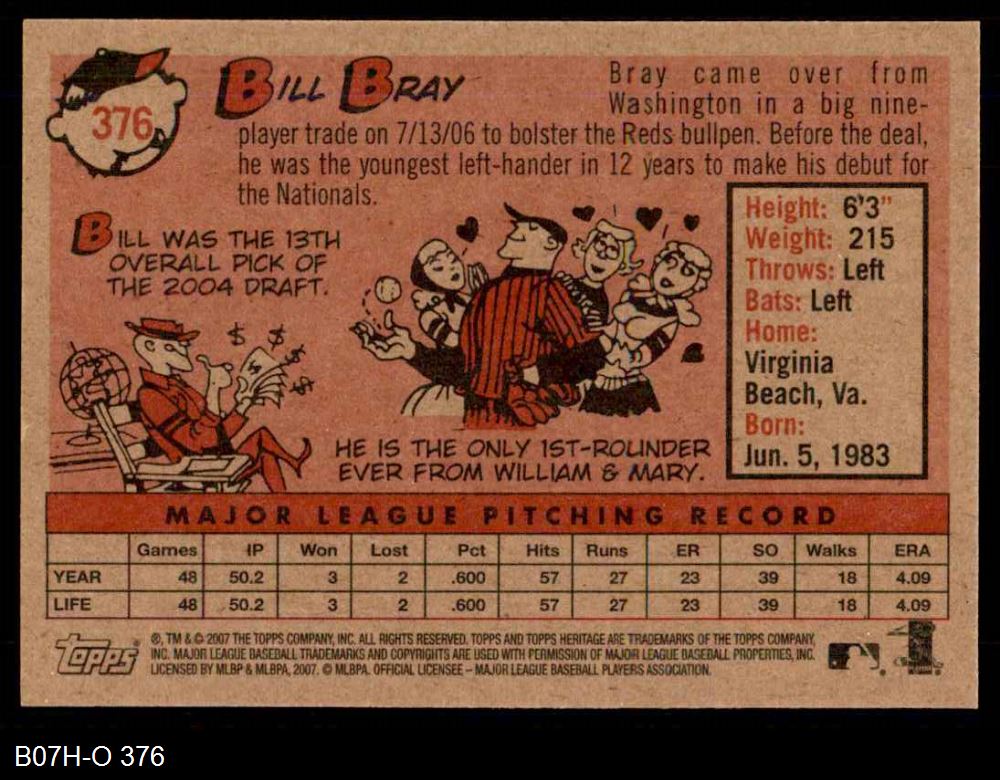 376
BILL BRAY
Bray came over from
Washington in a big nine-
player trade on 7/13/06 to bolster the Reds bullpen. Before the deal,
he was the youngest left-hander in 12 years to make his debut for
the Nationals.
BILL WAS THE 13TH
OVERALL PICK OF
THE 2004 DRAFT.
$ $ $ $ $
HE IS THE ONLY 1ST-ROUNDER
EVER FROM WILLIAM & MARY.
Height: 6'3"
Weight: 215
Throws: Left
Bats: Left
Home:
Virginia
Beach, Va.
Born:
Jun. 5, 1983
MAJOR LEAGUE PITCHING RECORD
Games IP Won Lost Pct Hits Runs ER SO Walks ERA
YEAR 48 50.2 3 2 .600 57 27 23 39 18 4.09
LIFE 48 50.2 3 2 .600 57 27 23 39 18 4.09
Topps
®, TM & © 2007 THE TOPPS COMPANY, INC. ALL RIGHTS RESERVED. TOPPS AND TOPPS HERITAGE ARE TRADEMARKS OF THE TOPPS COMPANY,
INC. MAJOR LEAGUE BASEBALL TRADEMARKS AND COPYRIGHTS ARE USED WITH PERMISSION OF MAJOR LEAGUE BASEBALL PROPERTIES, INC.
LICENSED BY MLBP & MLBPA, 2007. © MLBPA. OFFICIAL LICENSEE – MAJOR LEAGUE BASEBALL PLAYERS ASSOCIATION.
B07H-O 376